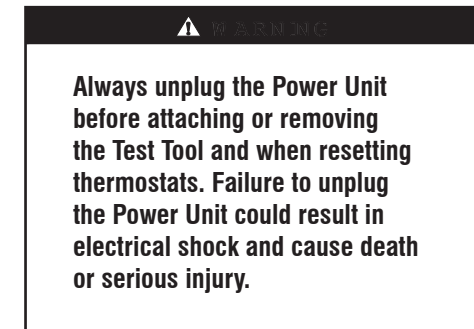 WARNING
Always unplug the Power Unit
before attaching or removing
the Test Tool and when resetting
thermostats. Failure to unplug
the Power Unit could result in
electrical shock and cause death
or serious injury.